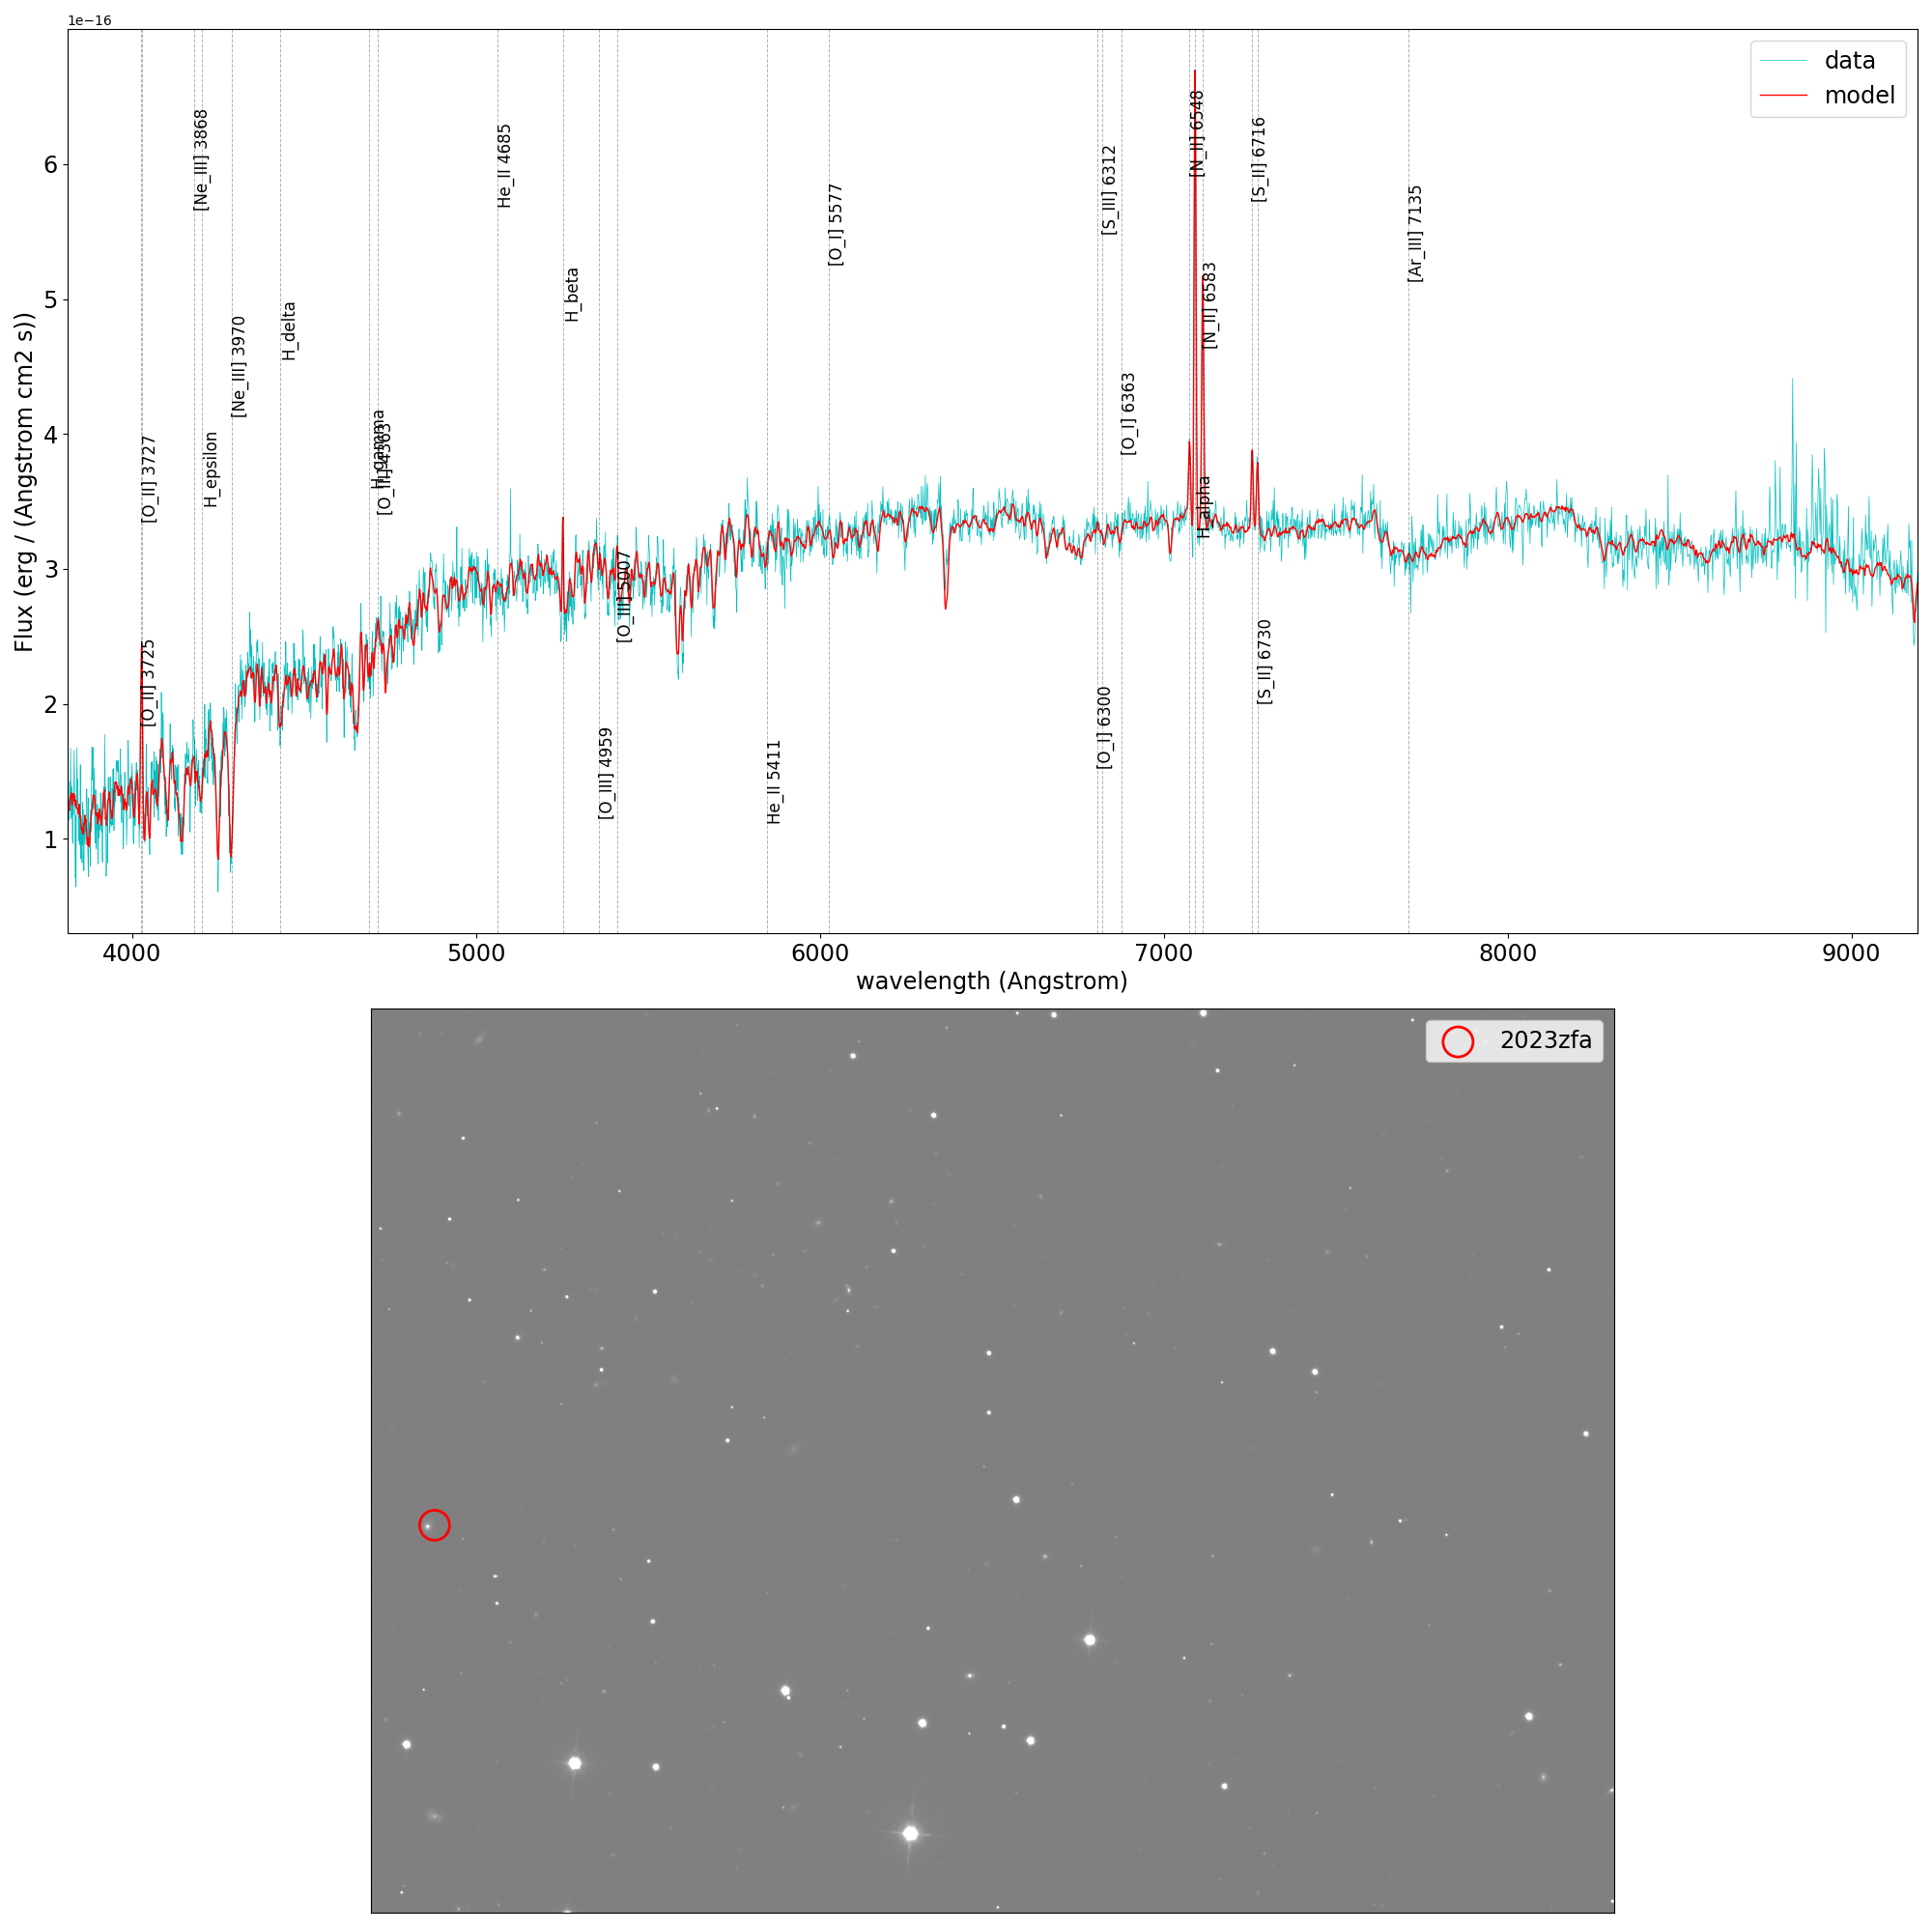 1e−16
data
model
[Ne_III] 3868
He_II 4685
[N_II] 6548
[S_II] 6716
[S_III] 6312
[O_I] 5577
[Ar_III] 7135
H_beta
[N_II] 6583
H_delta
[Ne_III] 3970
[O_I] 6363
H_gamma
[O_III] 4363
[O_II] 3727
H_epsilon
H_alpha
[O_III] 5007
[O_II] 3725
[S_II] 6730
[O_I] 6300
[O_III] 4959
He_II 5411
Flux (erg / (Angstrom cm2 s))
6
5
4
3
2
1
4000 5000 6000 7000 8000 9000
wavelength (Angstrom)
2023zfa